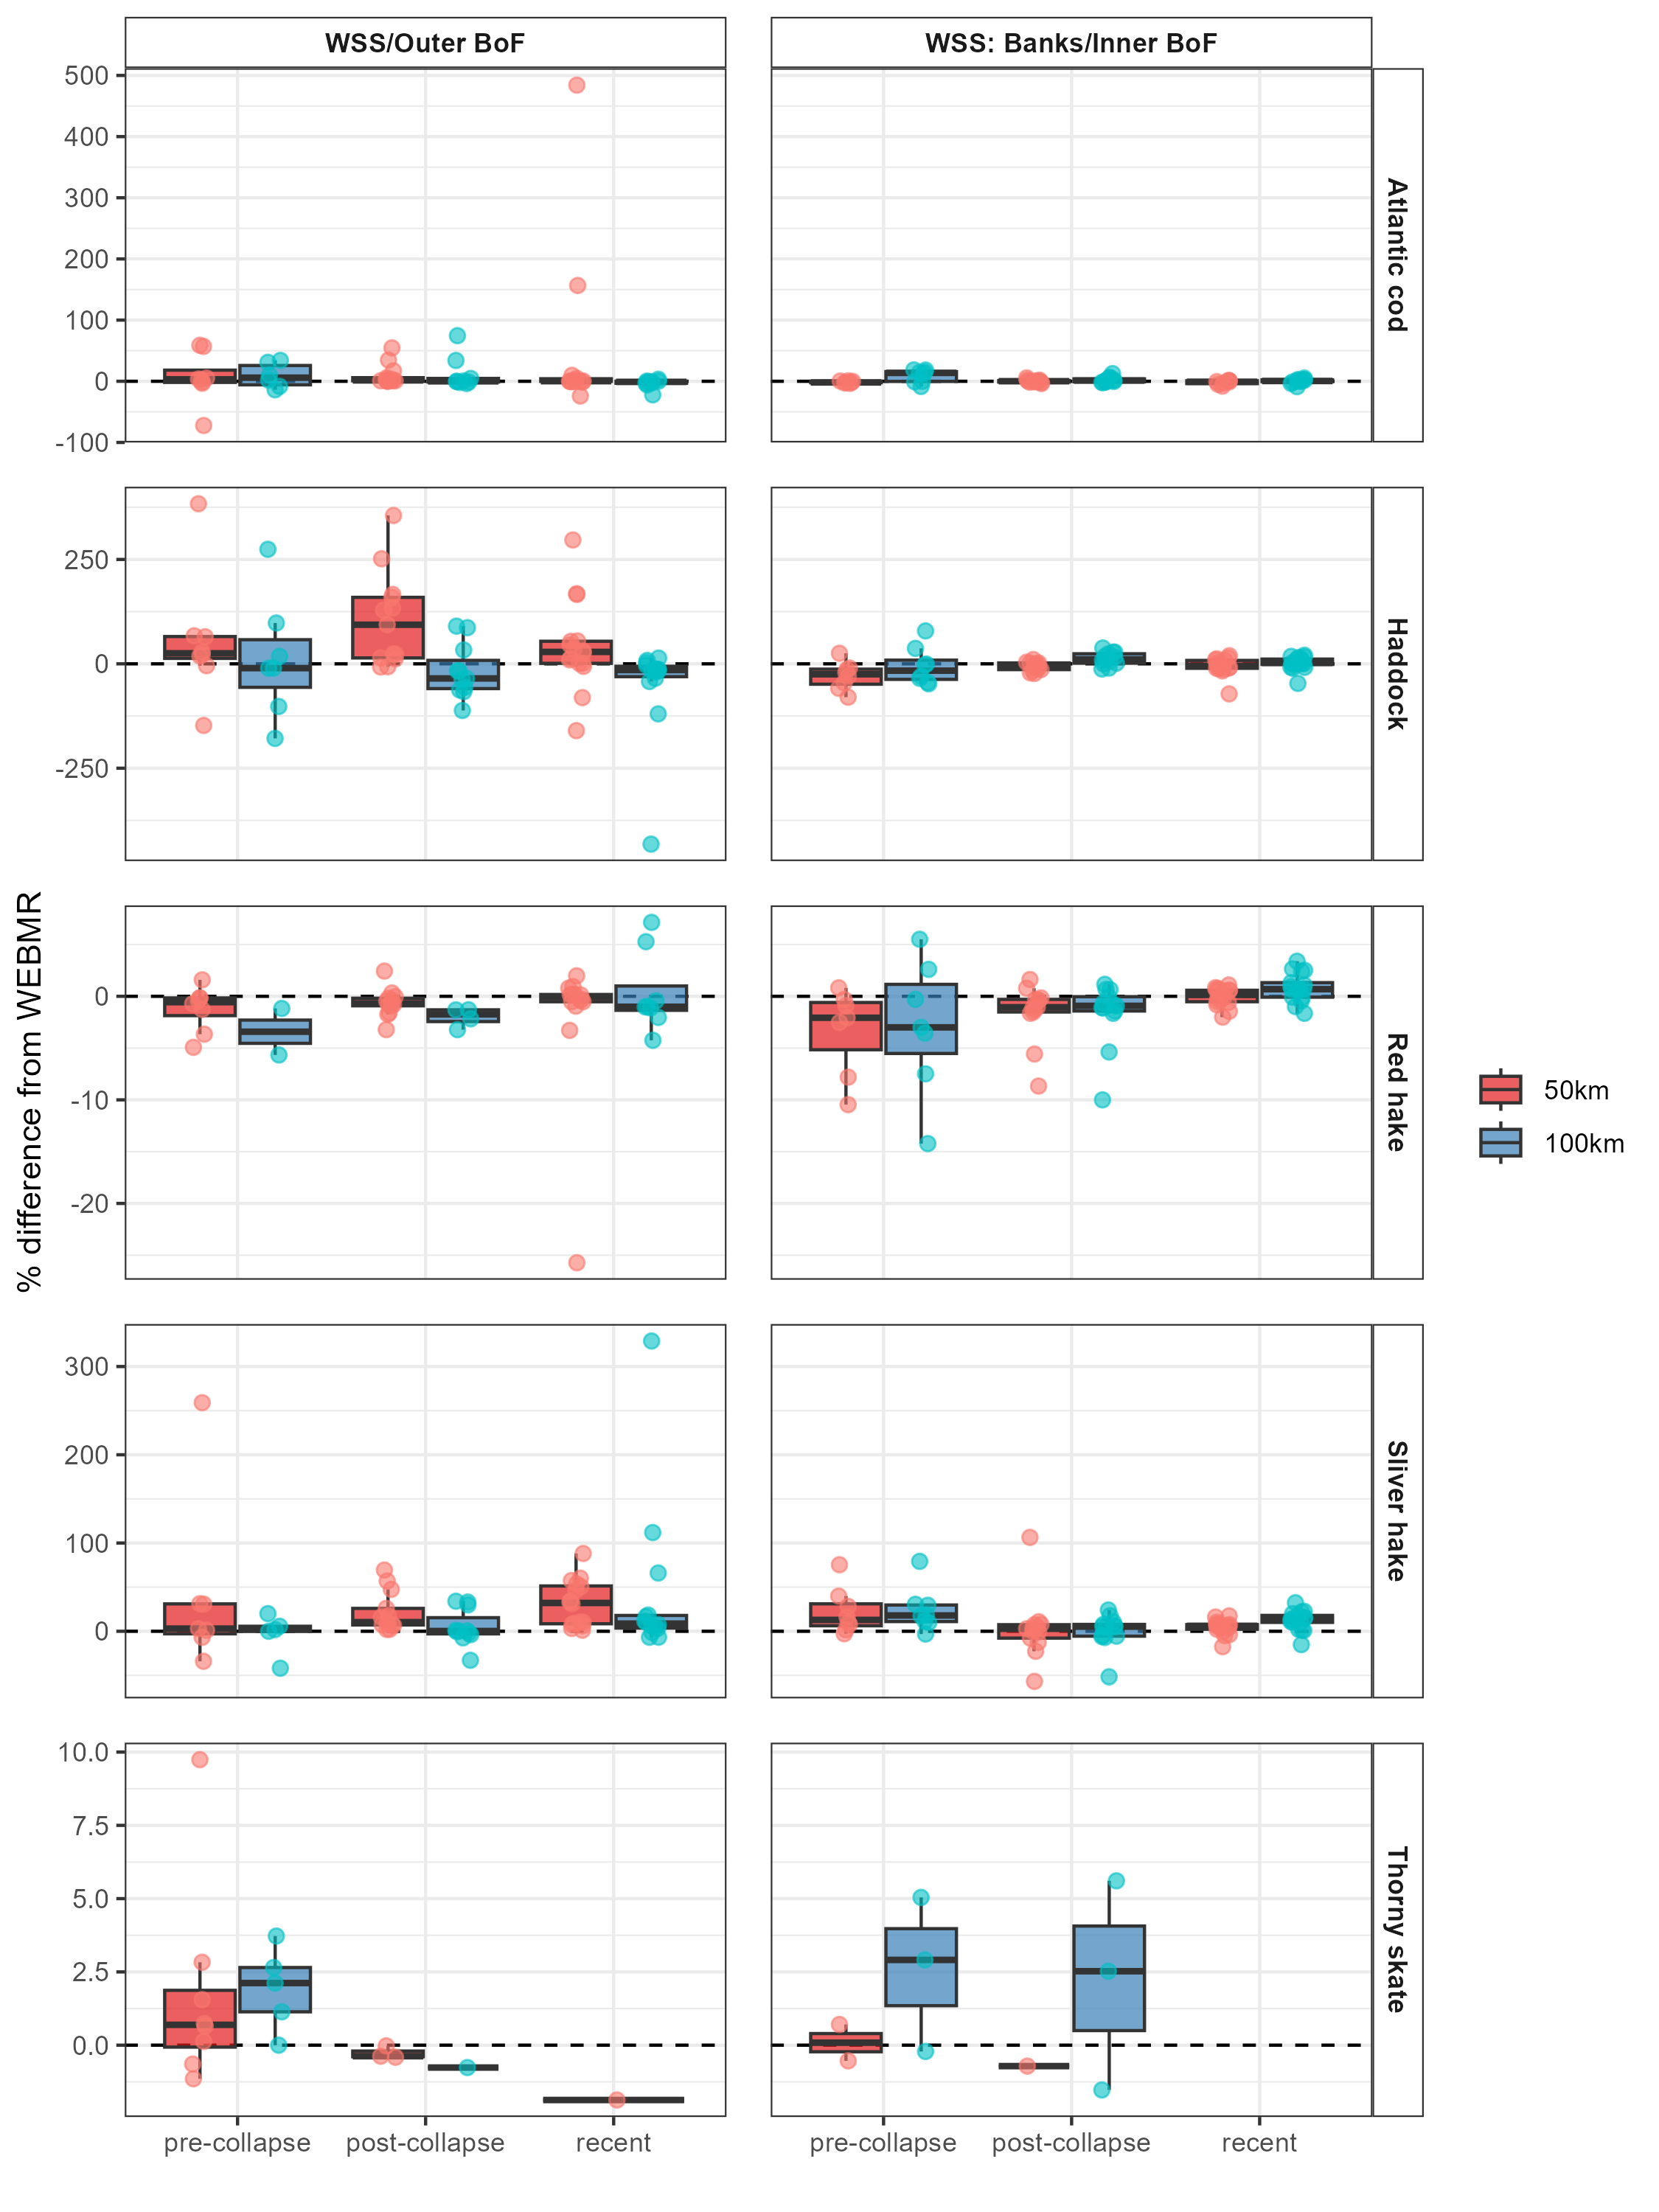 WSS/Outer BoF
WSS: Banks/Inner BoF
500
400
300
200
100
0
-100
Atlantic cod
250
0
-250
Haddock
0
-10
-20
Red hake
300
200
100
0
Sliver hake
10.0
7.5
5.0
2.5
0.0
Thorny skate
pre-collapse
post-collapse
recent
pre-collapse
post-collapse
recent
% difference from WEBMR
50km
100km